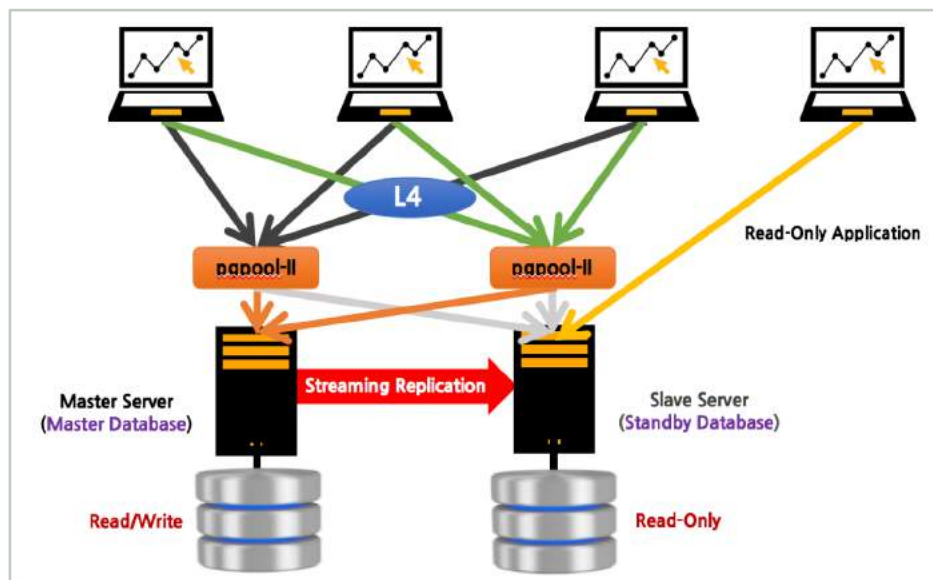 L4
Read-Only Application
pgpool-II
pgpool-II
Streaming Replication
Master Server
(Master Database)
Slave Server
(Standby Database)
Read/Write
Read-Only